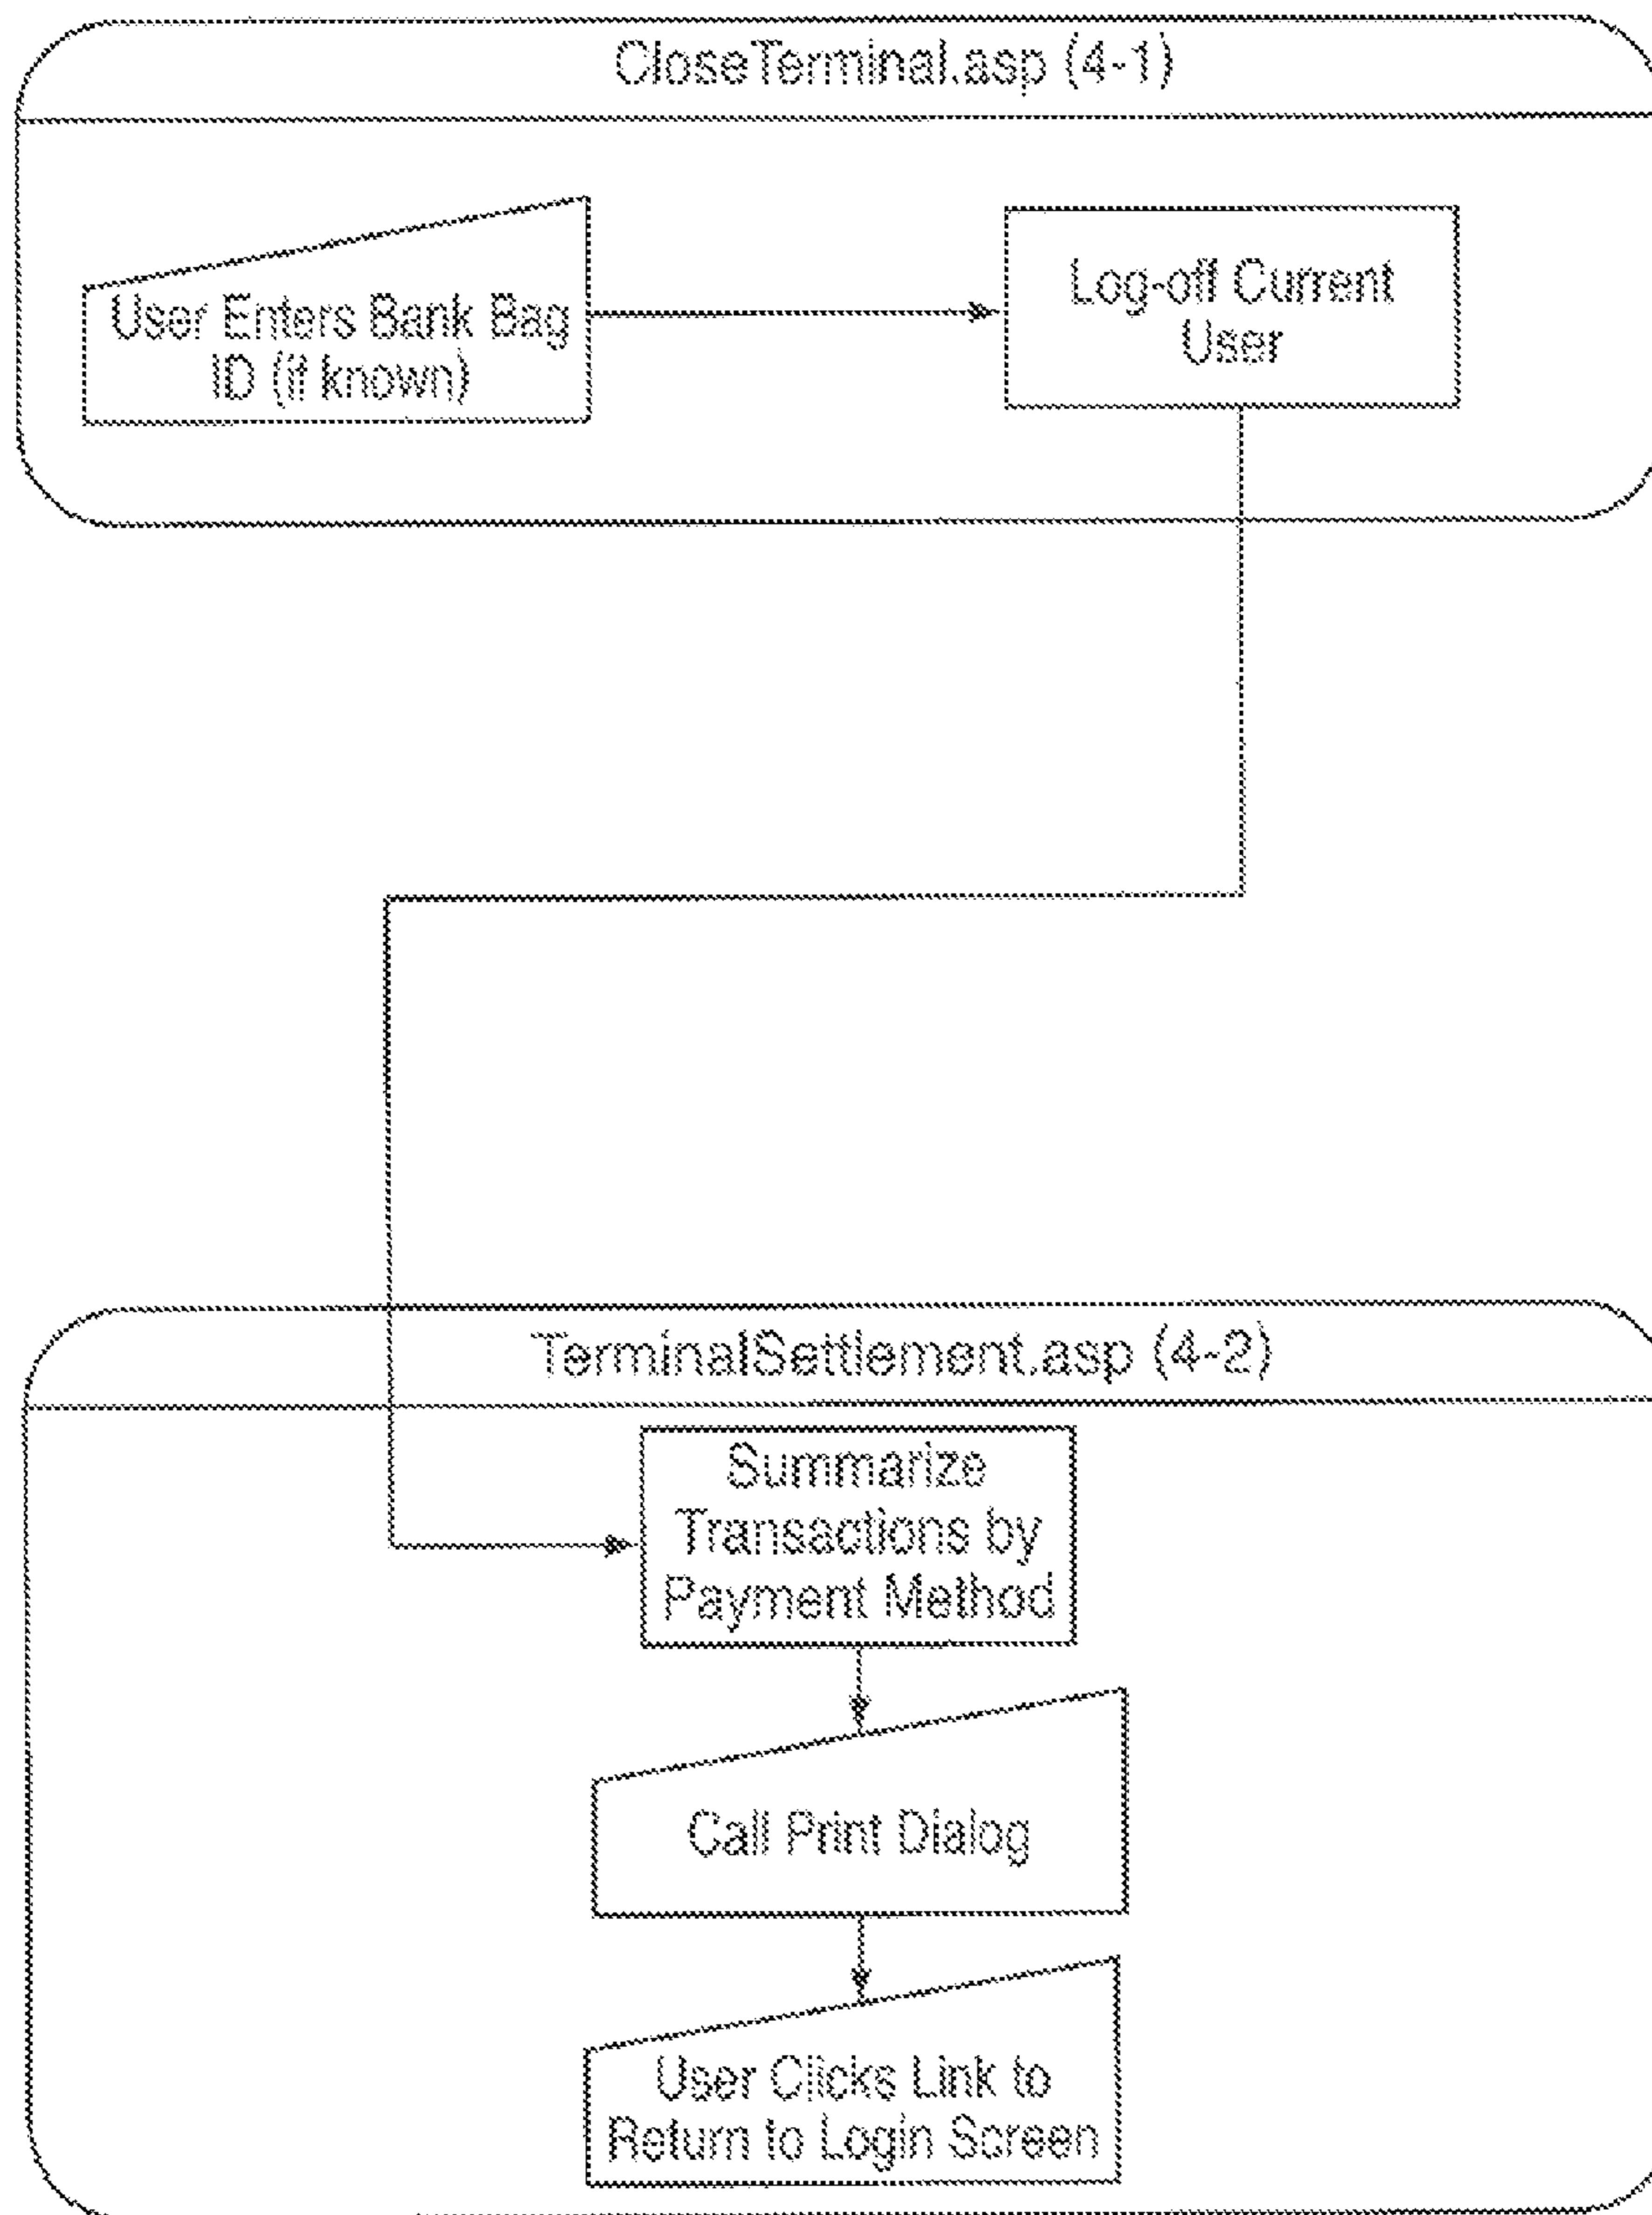 CloseTerminal.asp (4-1)
User Enters Bank Bag
ID (if known)
Log-off Current
User
TerminalSettlement.asp (4-2)
Summarize
Transactions by
Payment Method
Call Print Dialog
User Clicks Link to
Return to Login Screen